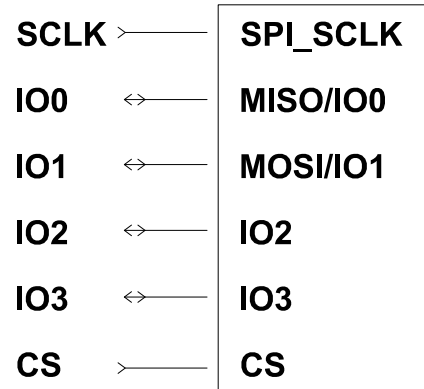 SCLK SPI_SCLK
IO0 MISO/IO0
IO1 MOSI/IO1
IO2 IO2
IO3 IO3
CS CS